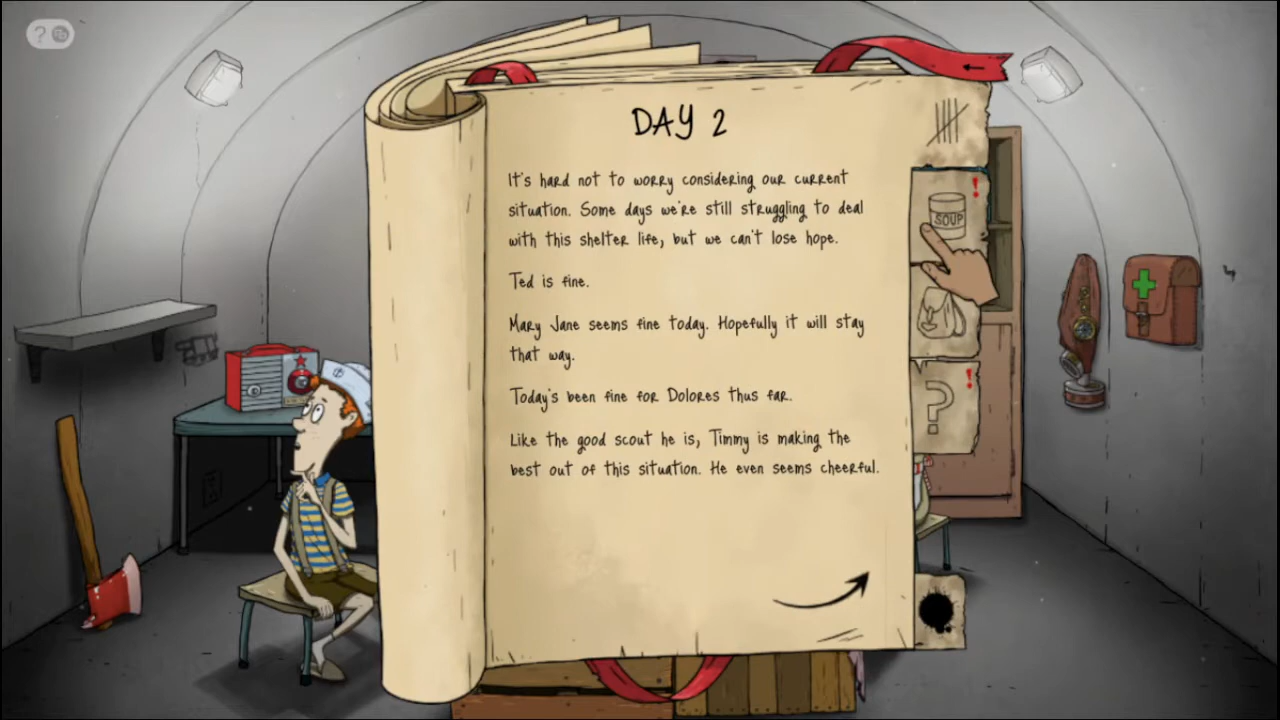 DAY 2
It's hard not to worry considering our current
situation. Some days we're still struggling to deal
with this shelter life, but we can't lose hope.
Ted is fine.
Mary Jane seems fine today. Hopefully it will stay
that way.
Today's been fine for Dolores thus far.
Like the good scout he is, Timmy is making the
best out of this situation. He even seems cheerful.
!
SOUP
!
?
?